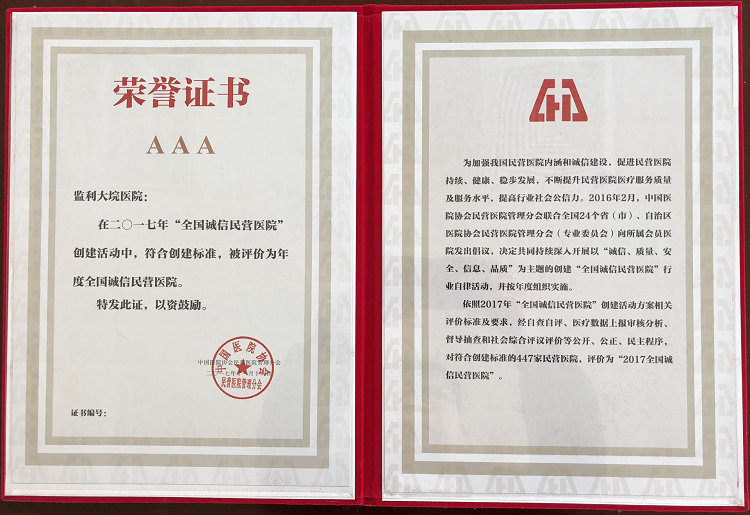 荣誉证书
AAA
监利大垸医院：
在二〇一七年“全国诚信民营医院”
创建活动中，符合创建标准，被评价为年
度全国诚信民营医院。
特发此证，以资鼓励。
中国医院协会民营医院管理分会
中国医院协会
民营医院管理分会
证书编号：
为加强我国民营医院内涵和诚信建设，促进民营医院
持续、健康、稳步发展，不断提升民营医院医疗服务质量
及服务水平，提高行业社会公信力。2016年2月，中国医
院协会民营医院管理分会联合全国24个省（市）、自治区
医院协会民营医院管理分会（专业委员会）向所属会员医
院发出倡议，决定共同持续深入开展以“诚信、质量、安
全、信息、品质”为主题的创建“全国诚信民营医院”行
业自律活动，并按年度组织实施。
依照2017年“全国诚信民营医院”创建活动方案相关
评价标准及要求，经自查自评、医疗数据上报审核分析、
督导抽查和社会综合评议评价等公开、公正、民主程序，
对符合创建标准的447家民营医院，评价为“2017全国诚
信民营医院”。